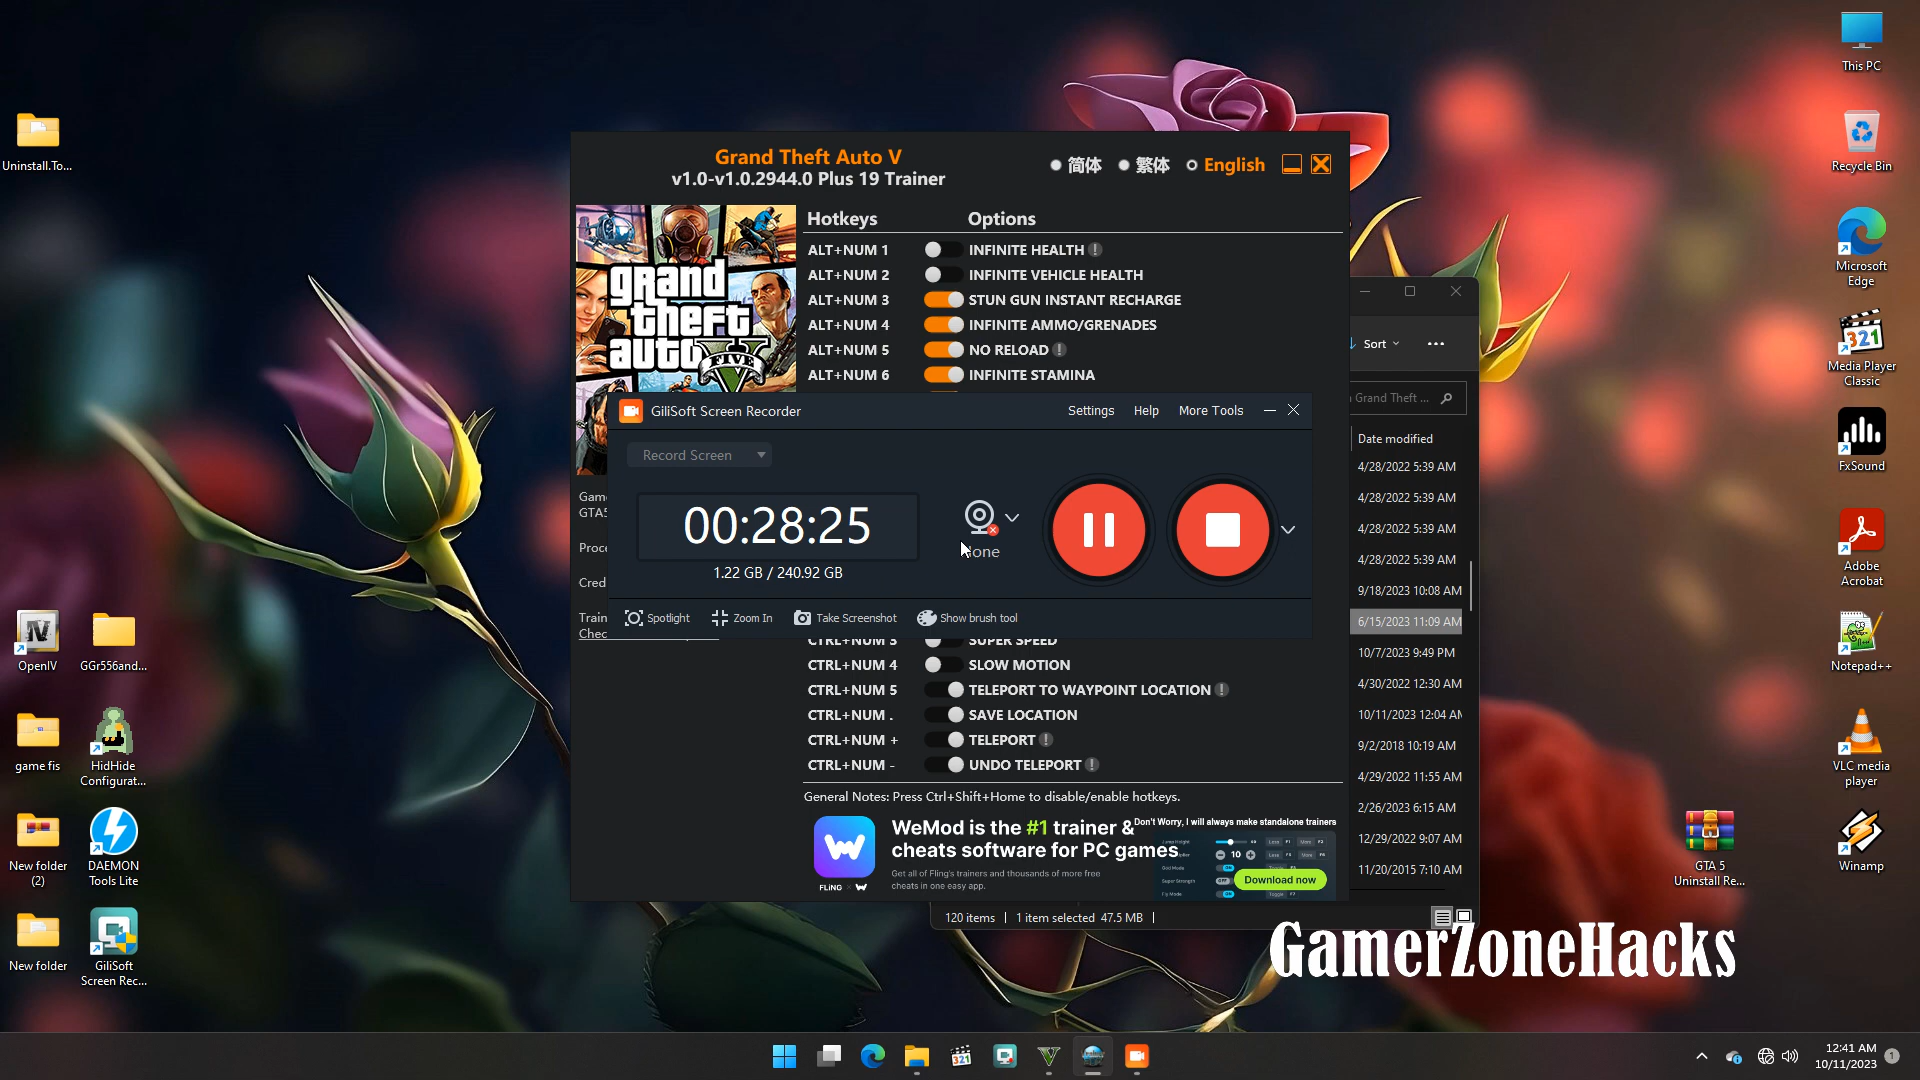 This PC
Recycle Bin
Microsoft
Edge
Media Player
Classic
FxSound
Adobe
Acrobat
Notepad++
VLC media
player
Winamp
GTA 5
Uninstall Re...
Uninstall.To...
OpenIV
GGr556and...
game fis
HidHide
Configurat...
New folder
(2)
DAEMON
Tools Lite
New folder
GiliSoft
Screen Rec...
Grand Theft Auto V
v1.0-v1.0.2944.0 Plus 19 Trainer
简体
繁体
English
grand
theft
auto
FIVE
Hotkeys Options
ALT+NUM 1 INFINITE HEALTH !
ALT+NUM 2 INFINITE VEHICLE HEALTH
ALT+NUM 3 STUN GUN INSTANT RECHARGE
ALT+NUM 4 INFINITE AMMO/GRENADES
ALT+NUM 5 NO RELOAD !
ALT+NUM 6 INFINITE STAMINA
GiliSoft Screen Recorder
Settings Help More Tools
Record Screen
00:28:25
1.22 GB / 240.92 GB
Spotlight Zoom In Take Screenshot Show brush tool
CTRL+NUM 3 SUPER SPEED
CTRL+NUM 4 SLOW MOTION
CTRL+NUM 5 TELEPORT TO WAYPOINT LOCATION !
CTRL+NUM . SAVE LOCATION
CTRL+NUM + TELEPORT !
CTRL+NUM - UNDO TELEPORT !
General Notes: Press Ctrl+Shift+Home to disable/enable hotkeys.
WeMod is the #1 trainer &
cheats software for PC games
Don't Worry, I will always make standalone trainers
Get all of Fling's trainers and thousands of more free
cheats in one easy app.
FLiNG × W
10
Download now
Sort
Grand Theft ...
Date modified
4/28/2022 5:39 AM
4/28/2022 5:39 AM
4/28/2022 5:39 AM
4/28/2022 5:39 AM
9/18/2023 10:08 AM
6/15/2023 11:09 AM
10/7/2023 9:49 PM
4/30/2022 12:30 AM
10/11/2023 12:04 AM
9/2/2018 10:19 AM
4/29/2022 11:55 AM
2/26/2023 6:15 AM
12/29/2022 9:07 AM
11/20/2015 7:10 AM
120 items 1 item selected 47.5 MB
GamerZoneHacks
12:41 AM
10/11/2023
1